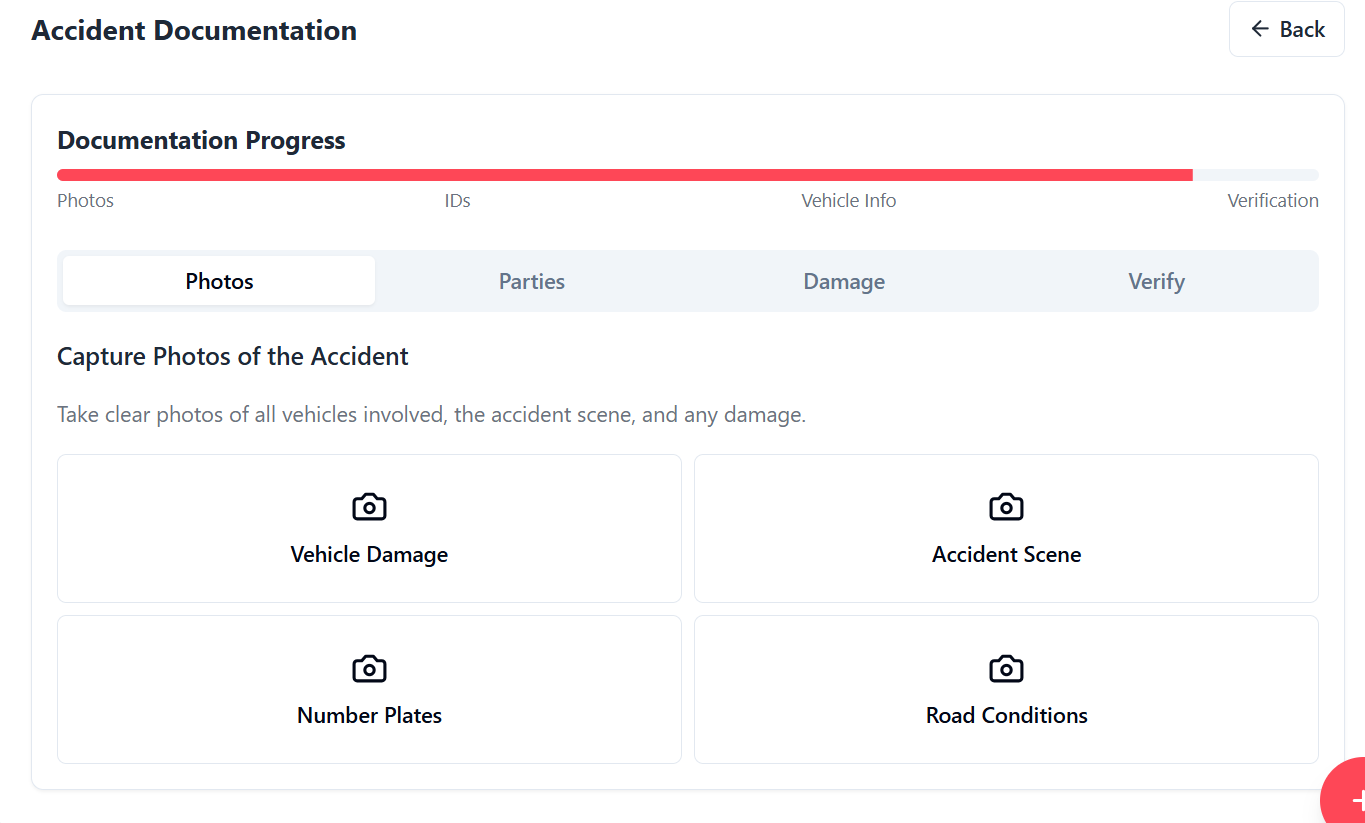 Accident Documentation
← Back
Documentation Progress
Photos IDs Vehicle Info Verification
Photos Parties Damage Verify
Capture Photos of the Accident
Take clear photos of all vehicles involved, the accident scene, and any damage.
Vehicle Damage Accident Scene
Number Plates Road Conditions